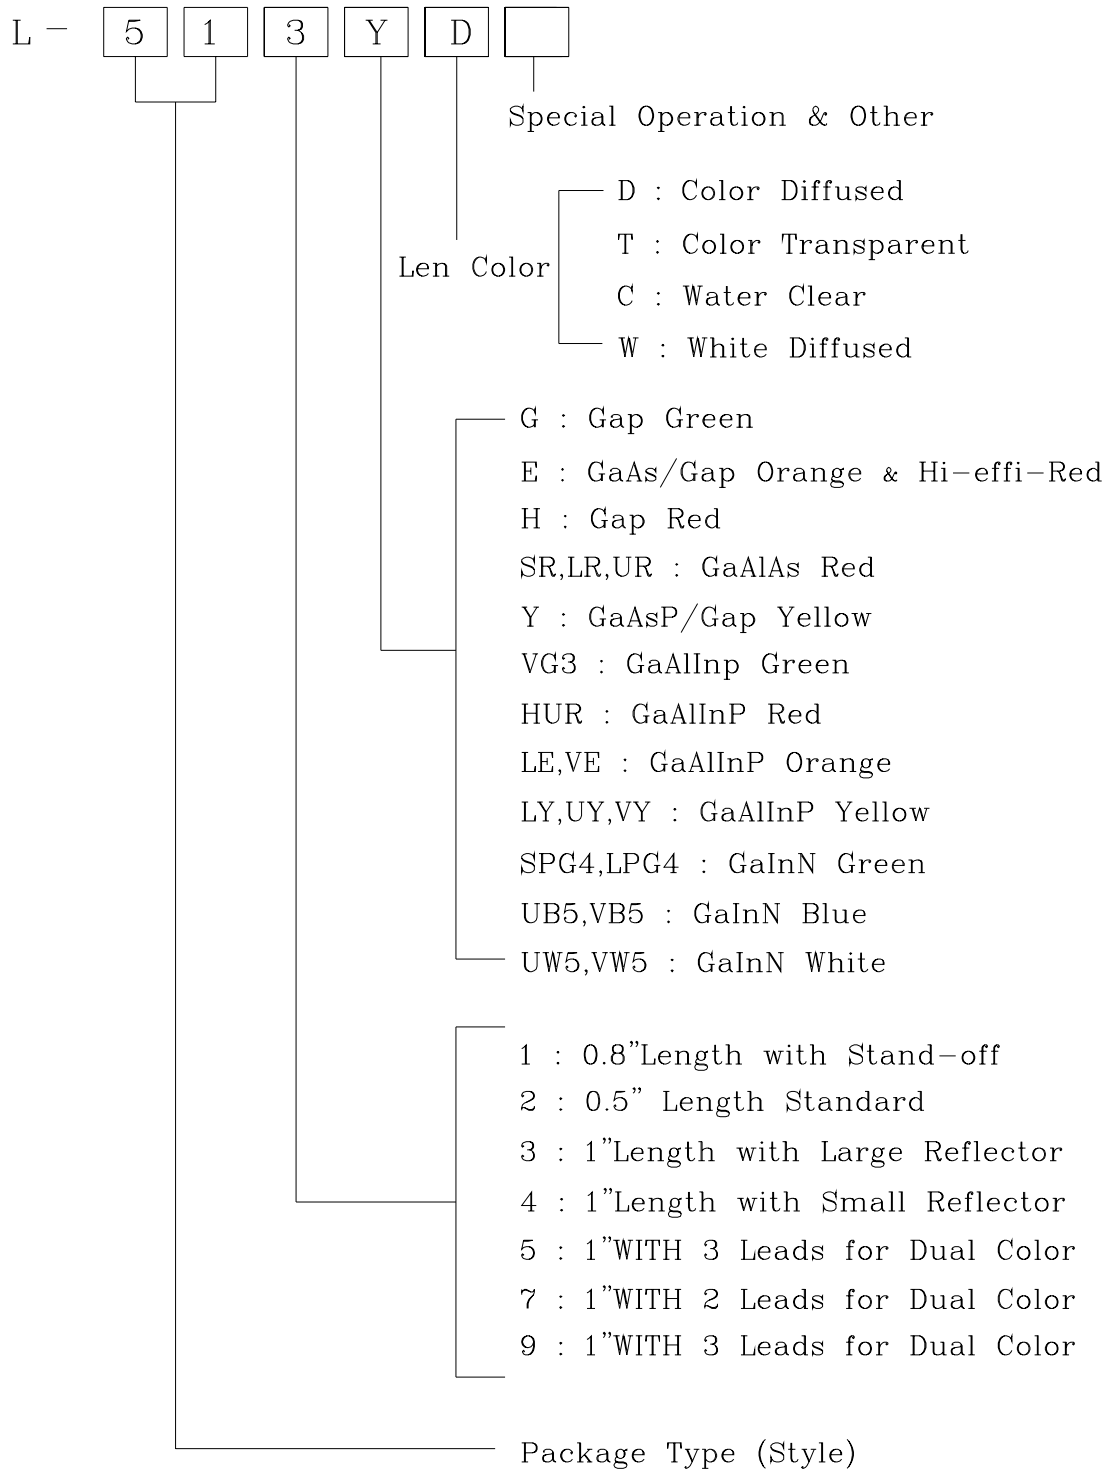 L- 5 1 3 Y D
Special Operation & Other
D : Color Diffused
T : Color Transparent
Len Color
C : Water Clear
W : White Diffused
G : Gap Green
E : GaAs/Gap Orange & Hi-effi-Red
H : Gap Red
SR,LR,UR : GaAlAs Red
Y : GaAsP/Gap Yellow
VG3 : GaAlInp Green
HUR : GaAlInP Red
LE,VE : GaAlInP Orange
LY,UY,VY : GaAlInP Yellow
SPG4,LPG4 : GaInN Green
UB5,VB5 : GaInN Blue
UW5,VW5 : GaInN White
1 : 0.8"Length with Stand-off
2 : 0.5" Length Standard
3 : 1"Length with Large Reflector
4 : 1"Length with Small Reflector
5 : 1"WITH 3 Leads for Dual Color
7 : 1"WITH 2 Leads for Dual Color
9 : 1"WITH 3 Leads for Dual Color
Package Type (Style)